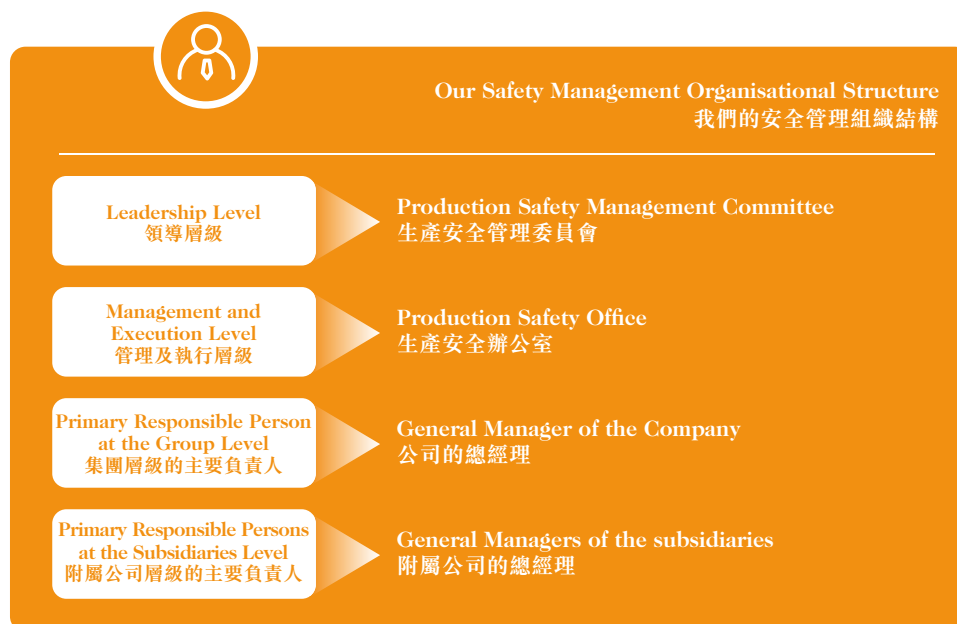 Our Safety Management Organisational Structure
我們的安全管理組織結構
Leadership Level
領導層級
Production Safety Management Committee
生產安全管理委員會
Management and
Execution Level
管理及執行層級
Production Safety Office
生產安全辦公室
Primary Responsible Person
at the Group Level
集團層級的主要負責人
General Manager of the Company
公司的總經理
Primary Responsible Persons
at the Subsidiaries Level
附屬公司層級的主要負責人
General Managers of the subsidiaries
附屬公司的總經理